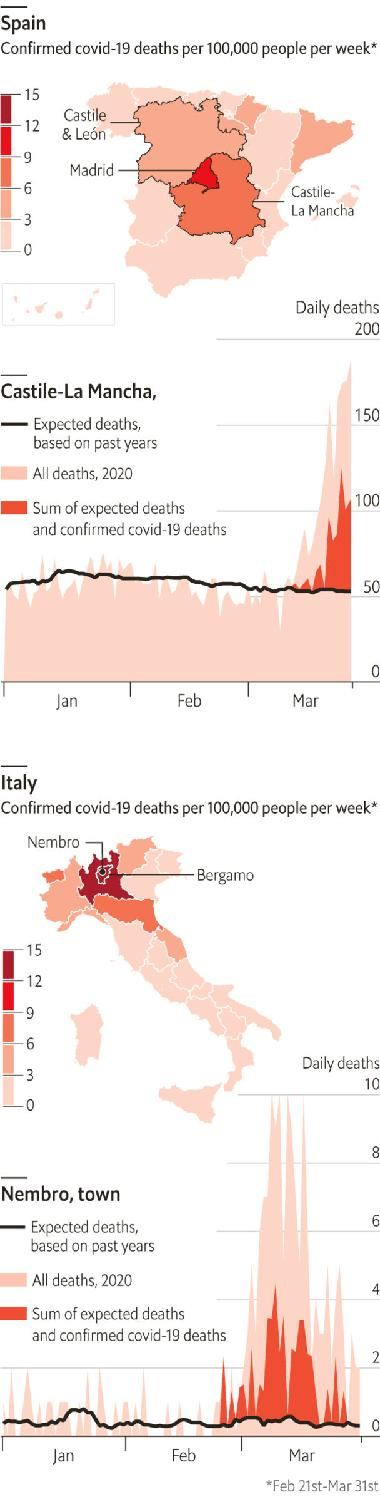 Spain
Confirmed covid-19 deaths per 100,000 people per week*
15
12
9
6
3
0
Castile
& León
Madrid
Castile-
La Mancha
Daily deaths
200
Castile-La Mancha,
Expected deaths,
based on past years
All deaths, 2020
Sum of expected deaths
and confirmed covid-19 deaths
150
100
50
0
Jan
Feb
Mar
Italy
Confirmed covid-19 deaths per 100,000 people per week*
Nembro
Bergamo
15
12
9
6
3
0
Daily deaths
10
8
Nembro, town
Expected deaths,
based on past years
All deaths, 2020
Sum of expected deaths
and confirmed covid-19 deaths
6
4
2
0
Jan
Feb
Mar
*Feb 21st-Mar 31st